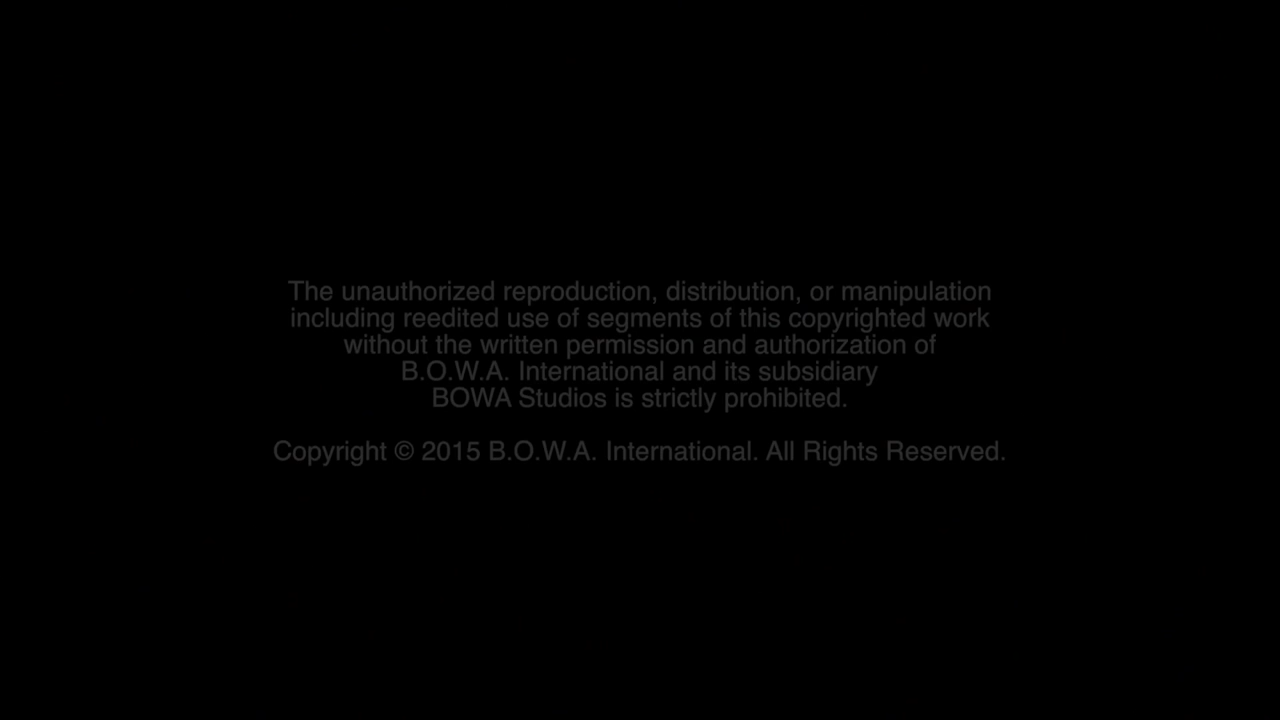 The unauthorized reproduction, distribution, or manipulation
including reedited use of segments of this copyrighted work
without the written permission and authorization of
B.O.W.A. International and its subsidiary
BOWA Studios is strictly prohibited.
Copyright © 2015 B.O.W.A. International. All Rights Reserved.